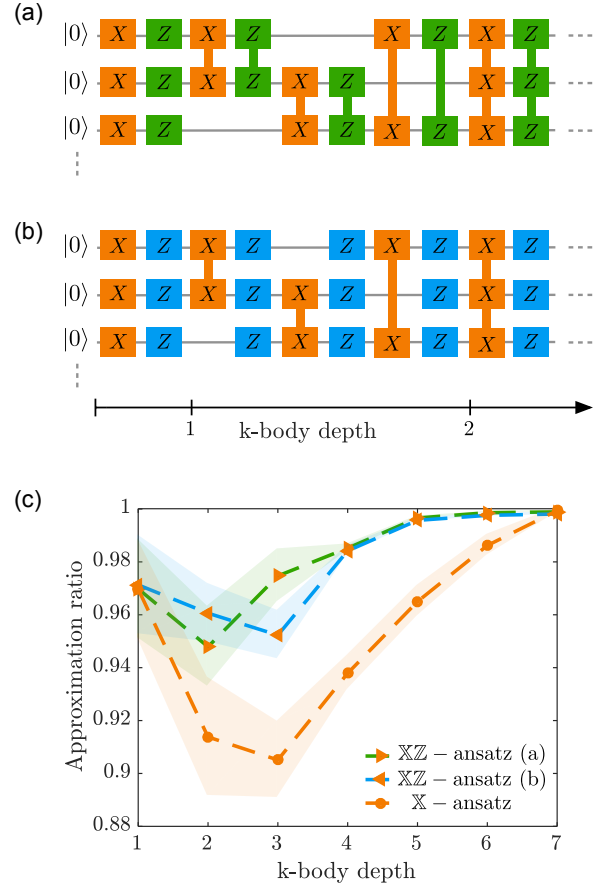 (a)
|0⟩ X Z X Z X Z X Z
|0⟩ X Z X Z X Z X Z
|0⟩ X Z X Z X Z X Z
(b)
|0⟩ X Z X Z Z X Z X Z
|0⟩ X Z X Z X Z Z X Z
|0⟩ X Z Z X Z X Z X Z
1 k-body depth 2
(c)
Approximation ratio
1
0.98
0.96
0.94
0.92
0.9
0.88
𝕏ℤ – ansatz (a)
𝕏ℤ – ansatz (b)
𝕏 – ansatz
1 2 3 4 5 6 7
k-body depth